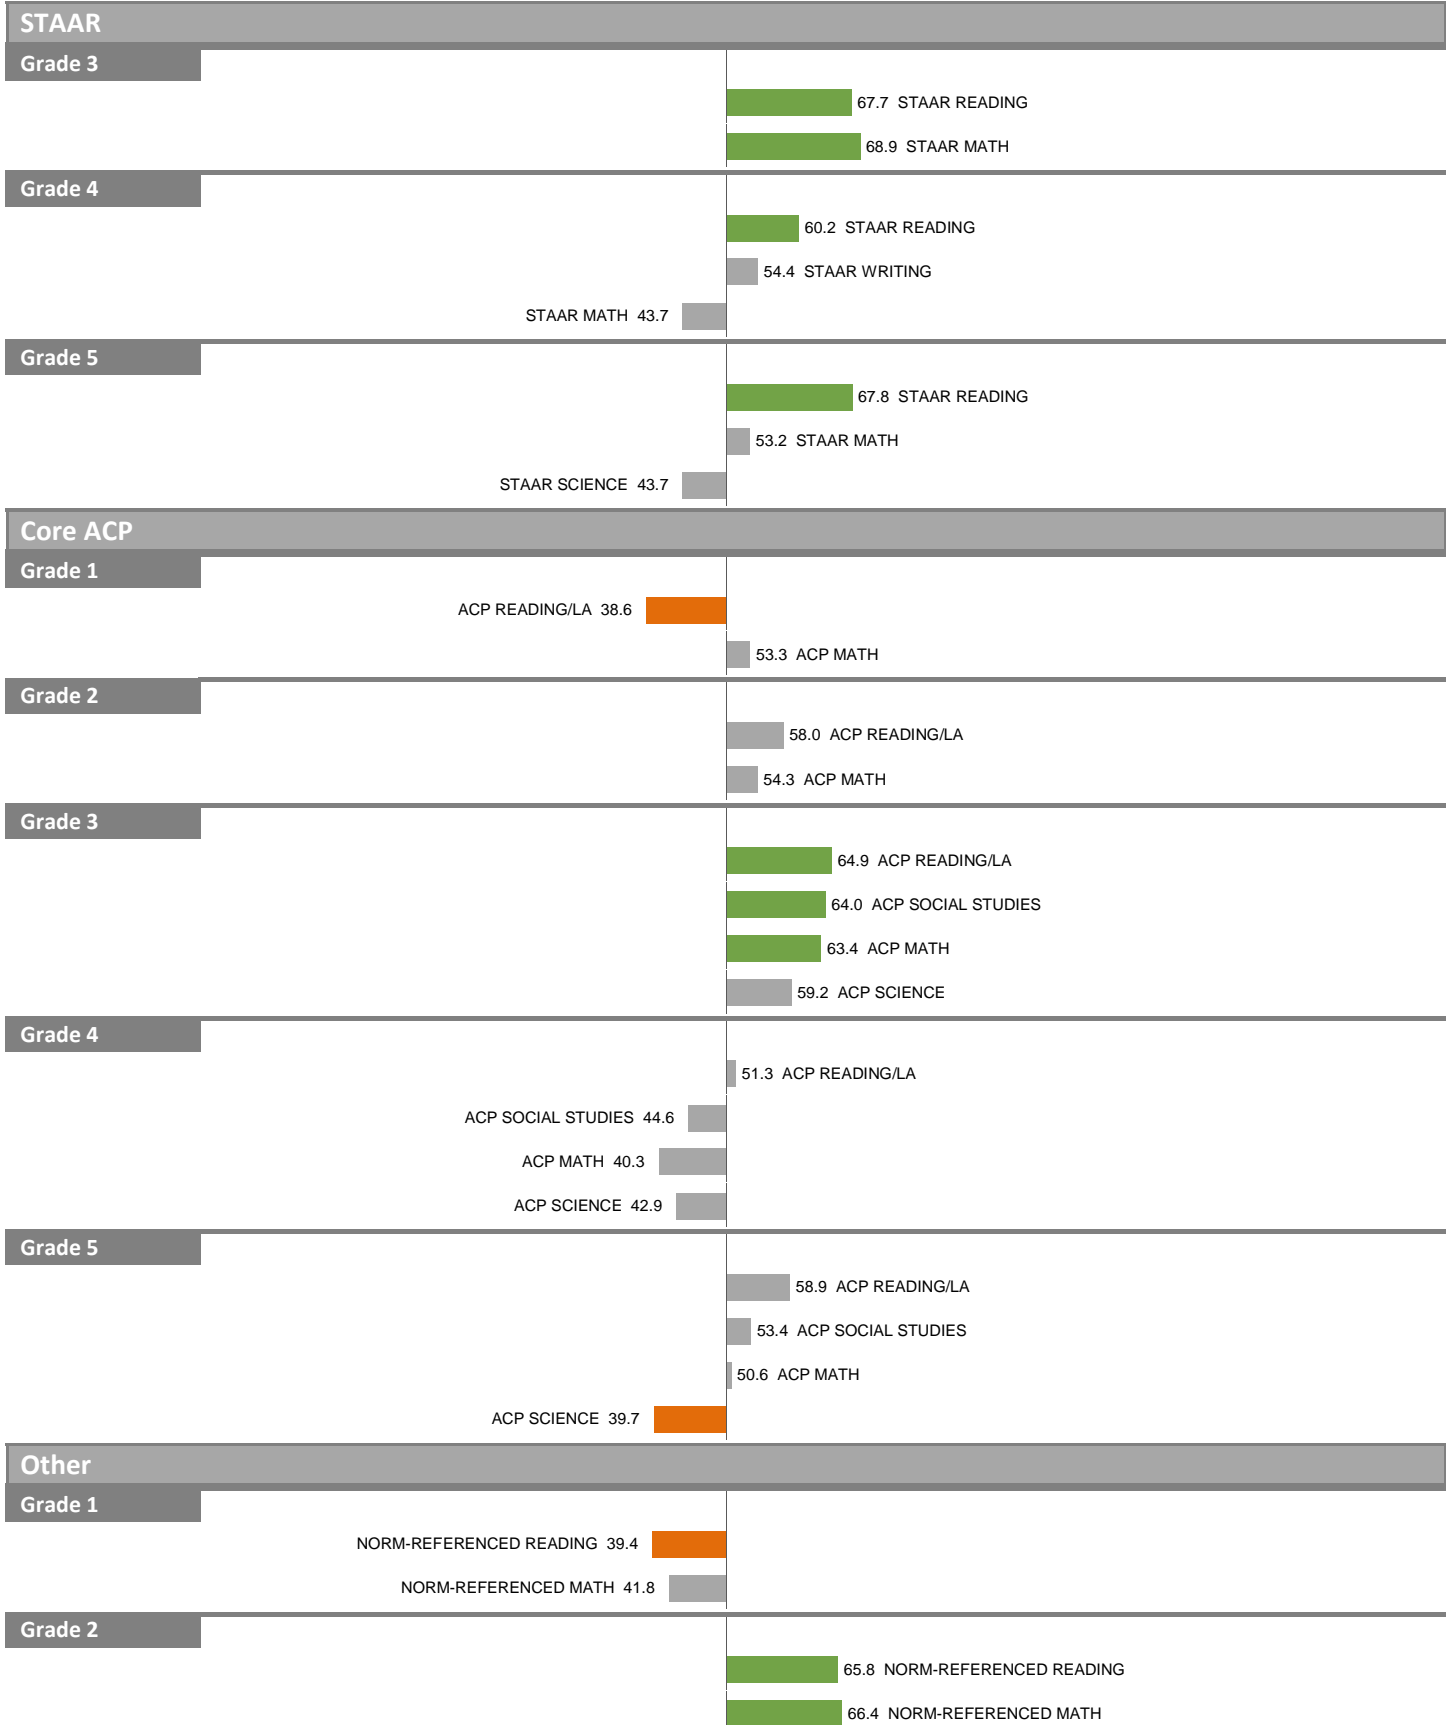 STAAR
Grade 3
67.7 STAAR READING
68.9 STAAR MATH
Grade 4
60.2 STAAR READING
54.4 STAAR WRITING
STAAR MATH 43.7
Grade 5
67.8 STAAR READING
53.2 STAAR MATH
STAAR SCIENCE 43.7
Core ACP
Grade 1
ACP READING/LA 38.6
53.3 ACP MATH
Grade 2
58.0 ACP READING/LA
54.3 ACP MATH
Grade 3
64.9 ACP READING/LA
64.0 ACP SOCIAL STUDIES
63.4 ACP MATH
59.2 ACP SCIENCE
Grade 4
51.3 ACP READING/LA
ACP SOCIAL STUDIES 44.6
ACP MATH 40.3
ACP SCIENCE 42.9
Grade 5
58.9 ACP READING/LA
53.4 ACP SOCIAL STUDIES
50.6 ACP MATH
ACP SCIENCE 39.7
Other
Grade 1
NORM-REFERENCED READING 39.4
NORM-REFERENCED MATH 41.8
Grade 2
65.8 NORM-REFERENCED READING
66.4 NORM-REFERENCED MATH